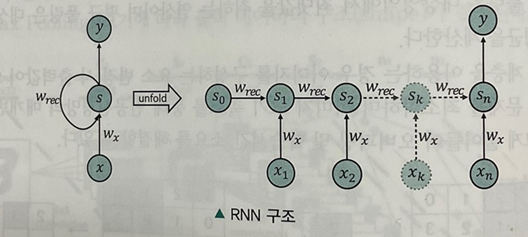 y y
w_rec s unfold s_0 w_rec s_1 w_rec s_2 w_rec s_k w_rec s_n
w_x w_x w_x w_x w_x
x x_1 x_2 x_k x_n
▲ RNN 구조